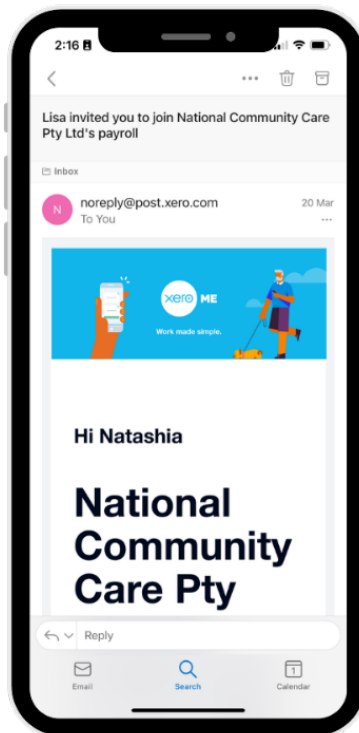 2:16
Lisa invited you to join National Community Care
Pty Ltd's payroll
Inbox
N
noreply@post.xero.com
20 Mar
To You
xero ME
Work made simple.
Hi Natashia
National
Community
Care Pty
Reply
1
Email
Search
Calendar